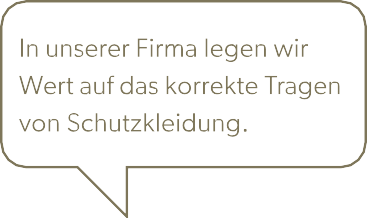 In unserer Firma legen wir
Wert auf das korrekte Tragen
von Schutzkleidung.